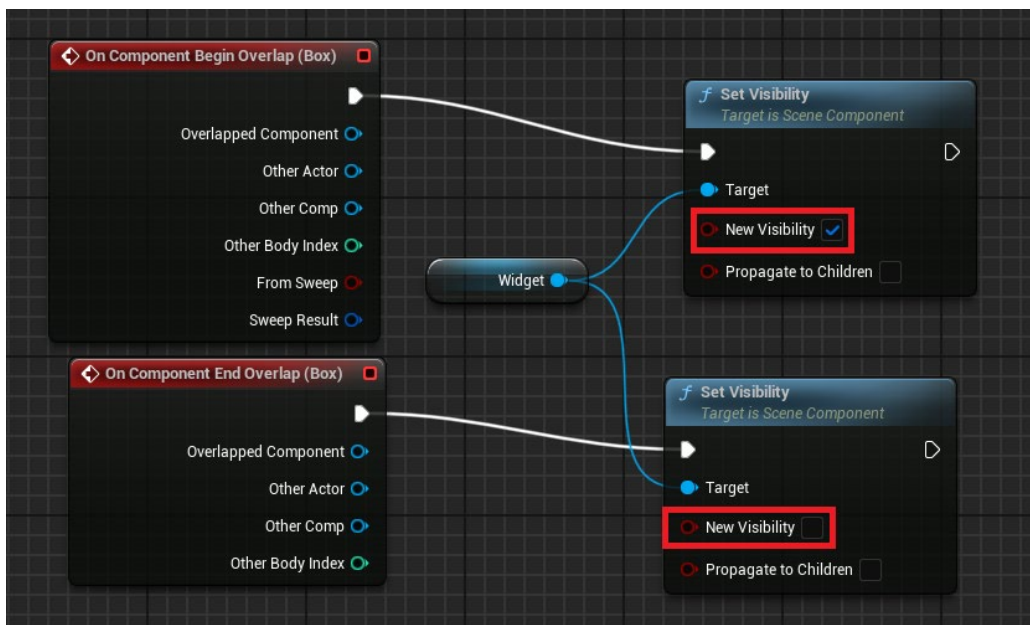 On Component Begin Overlap (Box)
Overlapped Component
Other Actor
Other Comp
Other Body Index
From Sweep
Sweep Result
On Component End Overlap (Box)
Overlapped Component
Other Actor
Other Comp
Other Body Index
Widget
f Set Visibility
Target is Scene Component
Target
New Visibility
Propagate to Children
f Set Visibility
Target is Scene Component
Target
New Visibility
Propagate to Children